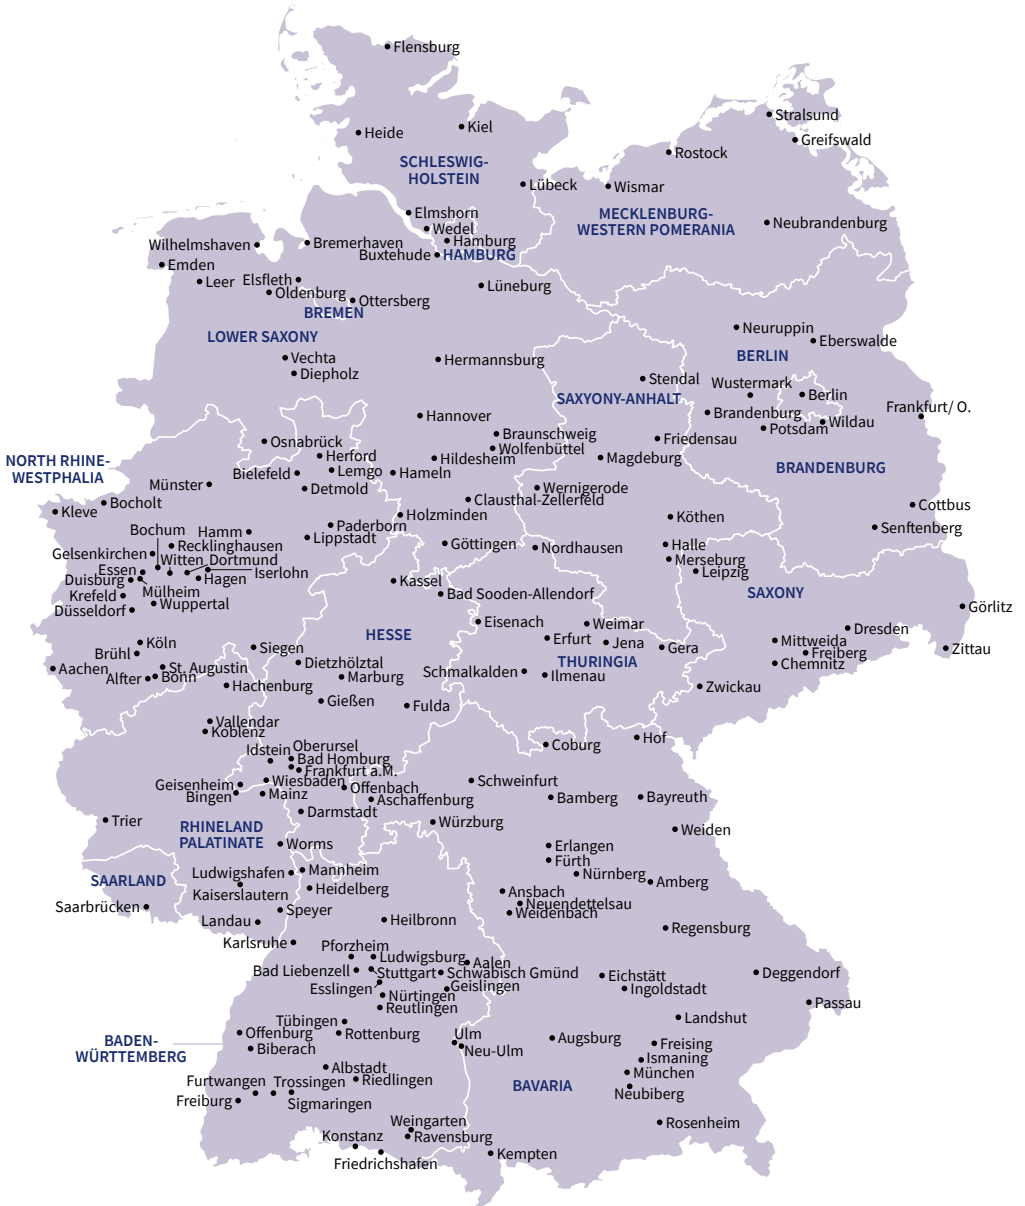 Flensburg
Stralsund
Kiel
Heide
Greifswald
Rostock
SCHLESWIG-
HOLSTEIN
Lübeck
Wismar
Elmshorn
MECKLENBURG-
WESTERN POMERANIA
Neubrandenburg
Wedel
Hamburg
Wilhelmshaven
Bremerhaven
Buxtehude
HAMBURG
Emden
Leer
Elsfleth
Lüneburg
Oldenburg
Ottersberg
BREMEN
Neuruppin
LOWER SAXONY
Eberswalde
Vechta
Hermannsburg
BERLIN
Diepholz
Stendal
Wustermark
SAXYONY-ANHALT
Berlin
Frankfurt/ O.
Hannover
Brandenburg
Wildau
Potsdam
Braunschweig
Osnabrück
Friedensau
Wolfenbüttel
Herford
Hildesheim
Magdeburg
NORTH RHINE-
WESTPHALIA
BRANDENBURG
Bielefeld
Lemgo
Hameln
Münster
Detmold
Wernigerode
Clausthal-Zellerfeld
Bocholt
Cottbus
Kleve
Holzminden
Köthen
Paderborn
Senftenberg
Bochum
Hamm
Lippstadt
Recklinghausen
Göttingen
Nordhausen
Halle
Gelsenkirchen
Witten
Dortmund
Merseburg
Essen
Iserlohn
Leipzig
Duisburg
Hagen
Kassel
Mülheim
Bad Sooden-Allendorf
SAXONY
Krefeld
Wuppertal
Düsseldorf
Görlitz
Eisenach
Weimar
Dresden
HESSE
Erfurt
Jena
Mittweida
Köln
Siegen
Gera
Zittau
Brühl
Freiberg
Dietzhölztal
THURINGIA
Chemnitz
Aachen
St. Augustin
Schmalkalden
Alfter
Bonn
Marburg
Ilmenau
Hachenburg
Zwickau
Gießen
Fulda
Vallendar
Koblenz
Hof
Idstein
Oberursel
Coburg
Bad Homburg
Frankfurt a.M.
Geisenheim
Wiesbaden
Schweinfurt
Offenbach
Bingen
Mainz
Aschaffenburg
Bamberg
Bayreuth
Darmstadt
Trier
Würzburg
RHINELAND
PALATINATE
Weiden
Worms
Erlangen
Fürth
Ludwigshafen
Mannheim
Nürnberg
SAARLAND
Amberg
Heidelberg
Kaiserslautern
Ansbach
Saarbrücken
Speyer
Neuendettelsau
Weidenbach
Landau
Heilbronn
Regensburg
Karlsruhe
Pforzheim
Ludwigsburg
Aalen
Bad Liebenzell
Stuttgart
Schwäbisch Gmünd
Eichstätt
Deggendorf
Esslingen
Geislingen
Ingolstadt
Nürtingen
Passau
Reutlingen
Tübingen
Landshut
Offenburg
Rottenburg
Ulm
Augsburg
BADEN-
WÜRTTEMBERG
Biberach
Neu-Ulm
Freising
Ismaning
Albstadt
München
Furtwangen
Trossingen
Riedlingen
BAVARIA
Neubiberg
Freiburg
Sigmaringen
Weingarten
Rosenheim
Konstanz
Ravensburg
Kempten
Friedrichshafen